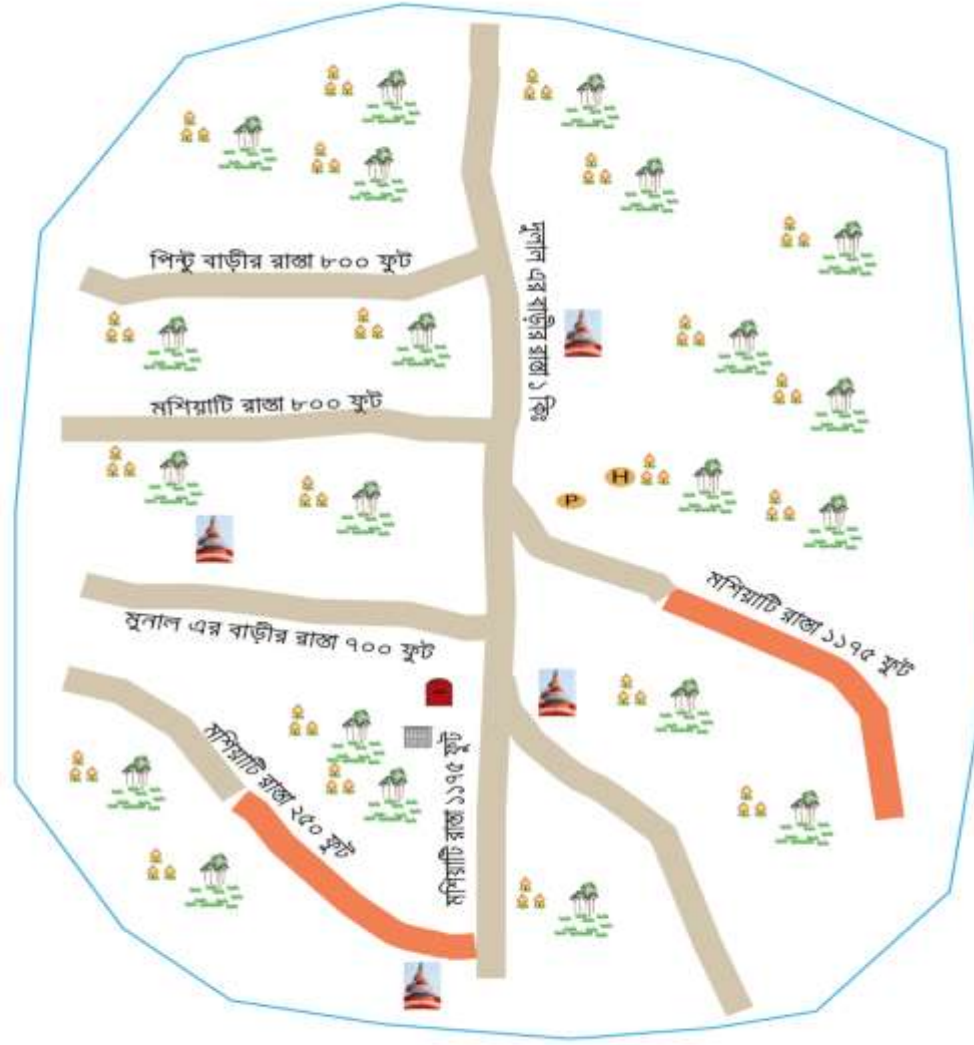 পিন্টু বাড়ীর রাস্তা ৮০০ ফুট
দুলাল এর বাড়ীর রাস্তা ১ কিঃ
মশিয়াটি রাস্তা ৮০০ ফুট
P
H
মশিয়াটি রাস্তা ১১৭৫ ফুট
মুনাল এর বাড়ীর রাস্তা ৭০০ ফুট
মশিয়াটি রাস্তা ২৫০ ফুট
মশিয়াটি রাস্তা ১১৭৫ ফুট